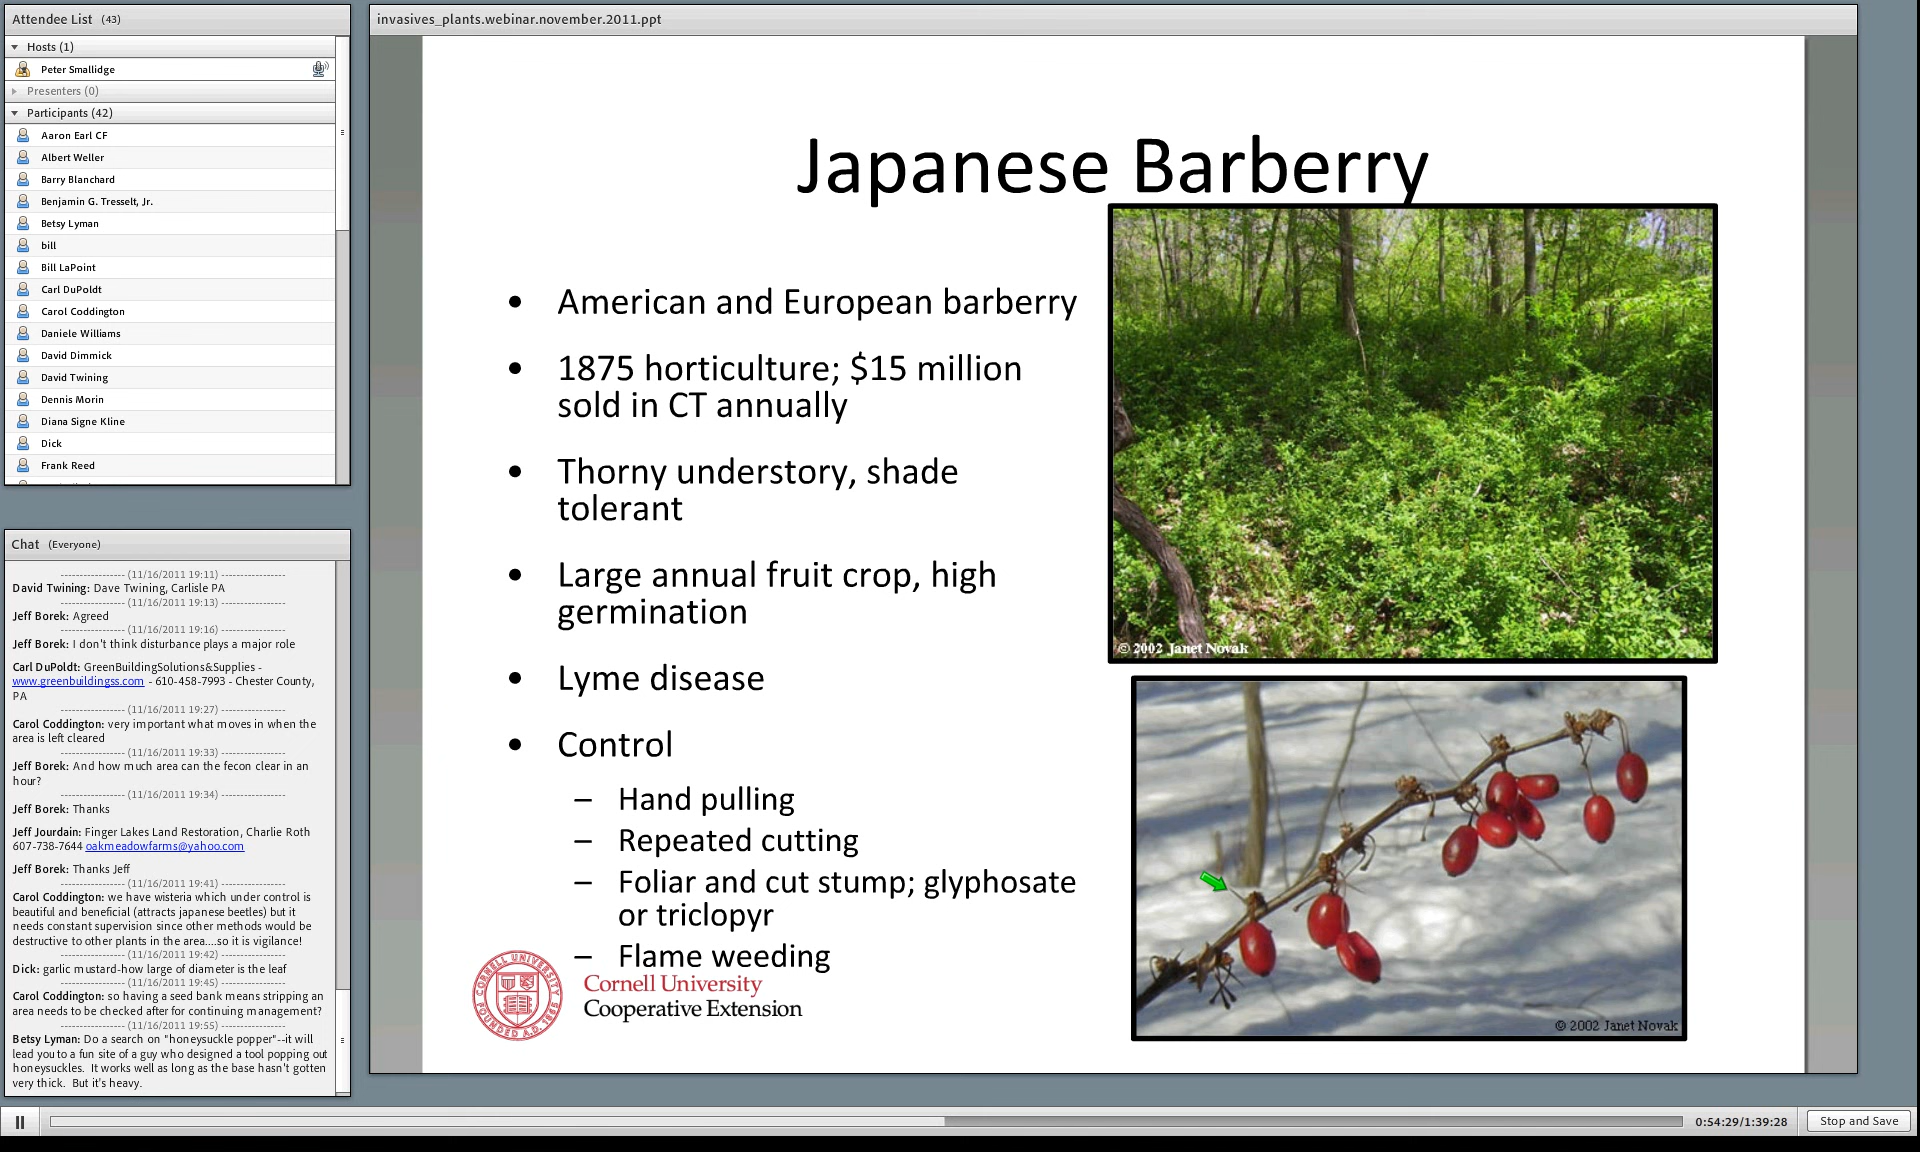 Attendee List (43)
Hosts (1)
Peter Smallidge
Presenters (0)
Participants (42)
Aaron Earl CF
Albert Weller
Barry Blanchard
Benjamin G. Tresselt, Jr.
Betsy Lyman
bill
Bill LaPoint
Carl DuPoldt
Carol Coddington
Daniele Williams
David Dimmick
David Twining
Dennis Morin
Diana Signe Kline
Dick
Frank Reed
Chat (Everyone)
----------------- (11/16/2011 19:11) -----------------
David Twining: Dave Twining, Carlisle PA
----------------- (11/16/2011 19:13) -----------------
Jeff Borek: Agreed
----------------- (11/16/2011 19:16) -----------------
Jeff Borek: I don't think disturbance plays a major role
Carl DuPoldt: GreenBuildingSolutions&Supplies -
www.greenbuildingss.com - 610-458-7993 - Chester County,
PA
----------------- (11/16/2011 19:27) -----------------
Carol Coddington: very important what moves in when the
area is left cleared
----------------- (11/16/2011 19:33) -----------------
Jeff Borek: And how much area can the fecon clear in an
hour?
----------------- (11/16/2011 19:34) -----------------
Jeff Borek: Thanks
Jeff Jourdain: Finger Lakes Land Restoration, Charlie Roth
607-738-7644 oakmeadowfarms@yahoo.com
Jeff Borek: Thanks Jeff
----------------- (11/16/2011 19:41) -----------------
Carol Coddington: we have wisteria which under control is
beautiful and beneficial (attracts japanese beetles) but it
needs constant supervision since other methods would be
destructive to other plants in the area....so it is vigilance!
----------------- (11/16/2011 19:42) -----------------
Dick: garlic mustard-how large of diameter is the leaf
----------------- (11/16/2011 19:45) -----------------
Carol Coddington: so having a seed bank means stripping an
area needs to be checked after for continuing management?
----------------- (11/16/2011 19:55) -----------------
Betsy Lyman: Do a search on "honeysuckle popper"--it will
lead you to a fun site of a guy who designed a tool popping out
honeysuckles. It works well as long as the base hasn't gotten
very thick. But it's heavy.
invasives_plants.webinar.november.2011.ppt
Japanese Barberry
• American and European barberry
• 1875 horticulture; $15 million
sold in CT annually
• Thorny understory, shade
tolerant
• Large annual fruit crop, high
germination
• Lyme disease
• Control
– Hand pulling
– Repeated cutting
– Foliar and cut stump; glyphosate
or triclopyr
– Flame weeding
CORNELL UNIVERSITY
FOUNDED A.D. 1865
Cornell University
Cooperative Extension
© 2002 Janet Novak
© 2002 Janet Novak
0:54:29/1:39:28
Stop and Save